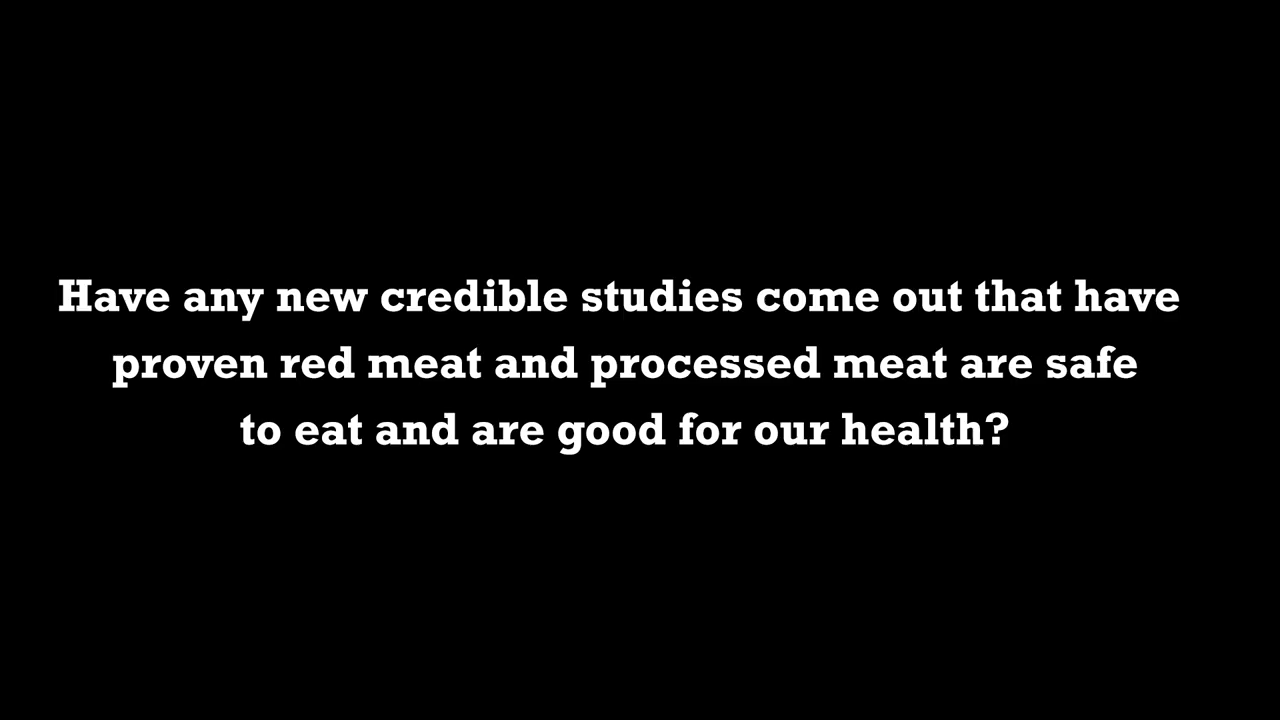 Have any new credible studies come out that have
proven red meat and processed meat are safe
to eat and are good for our health?